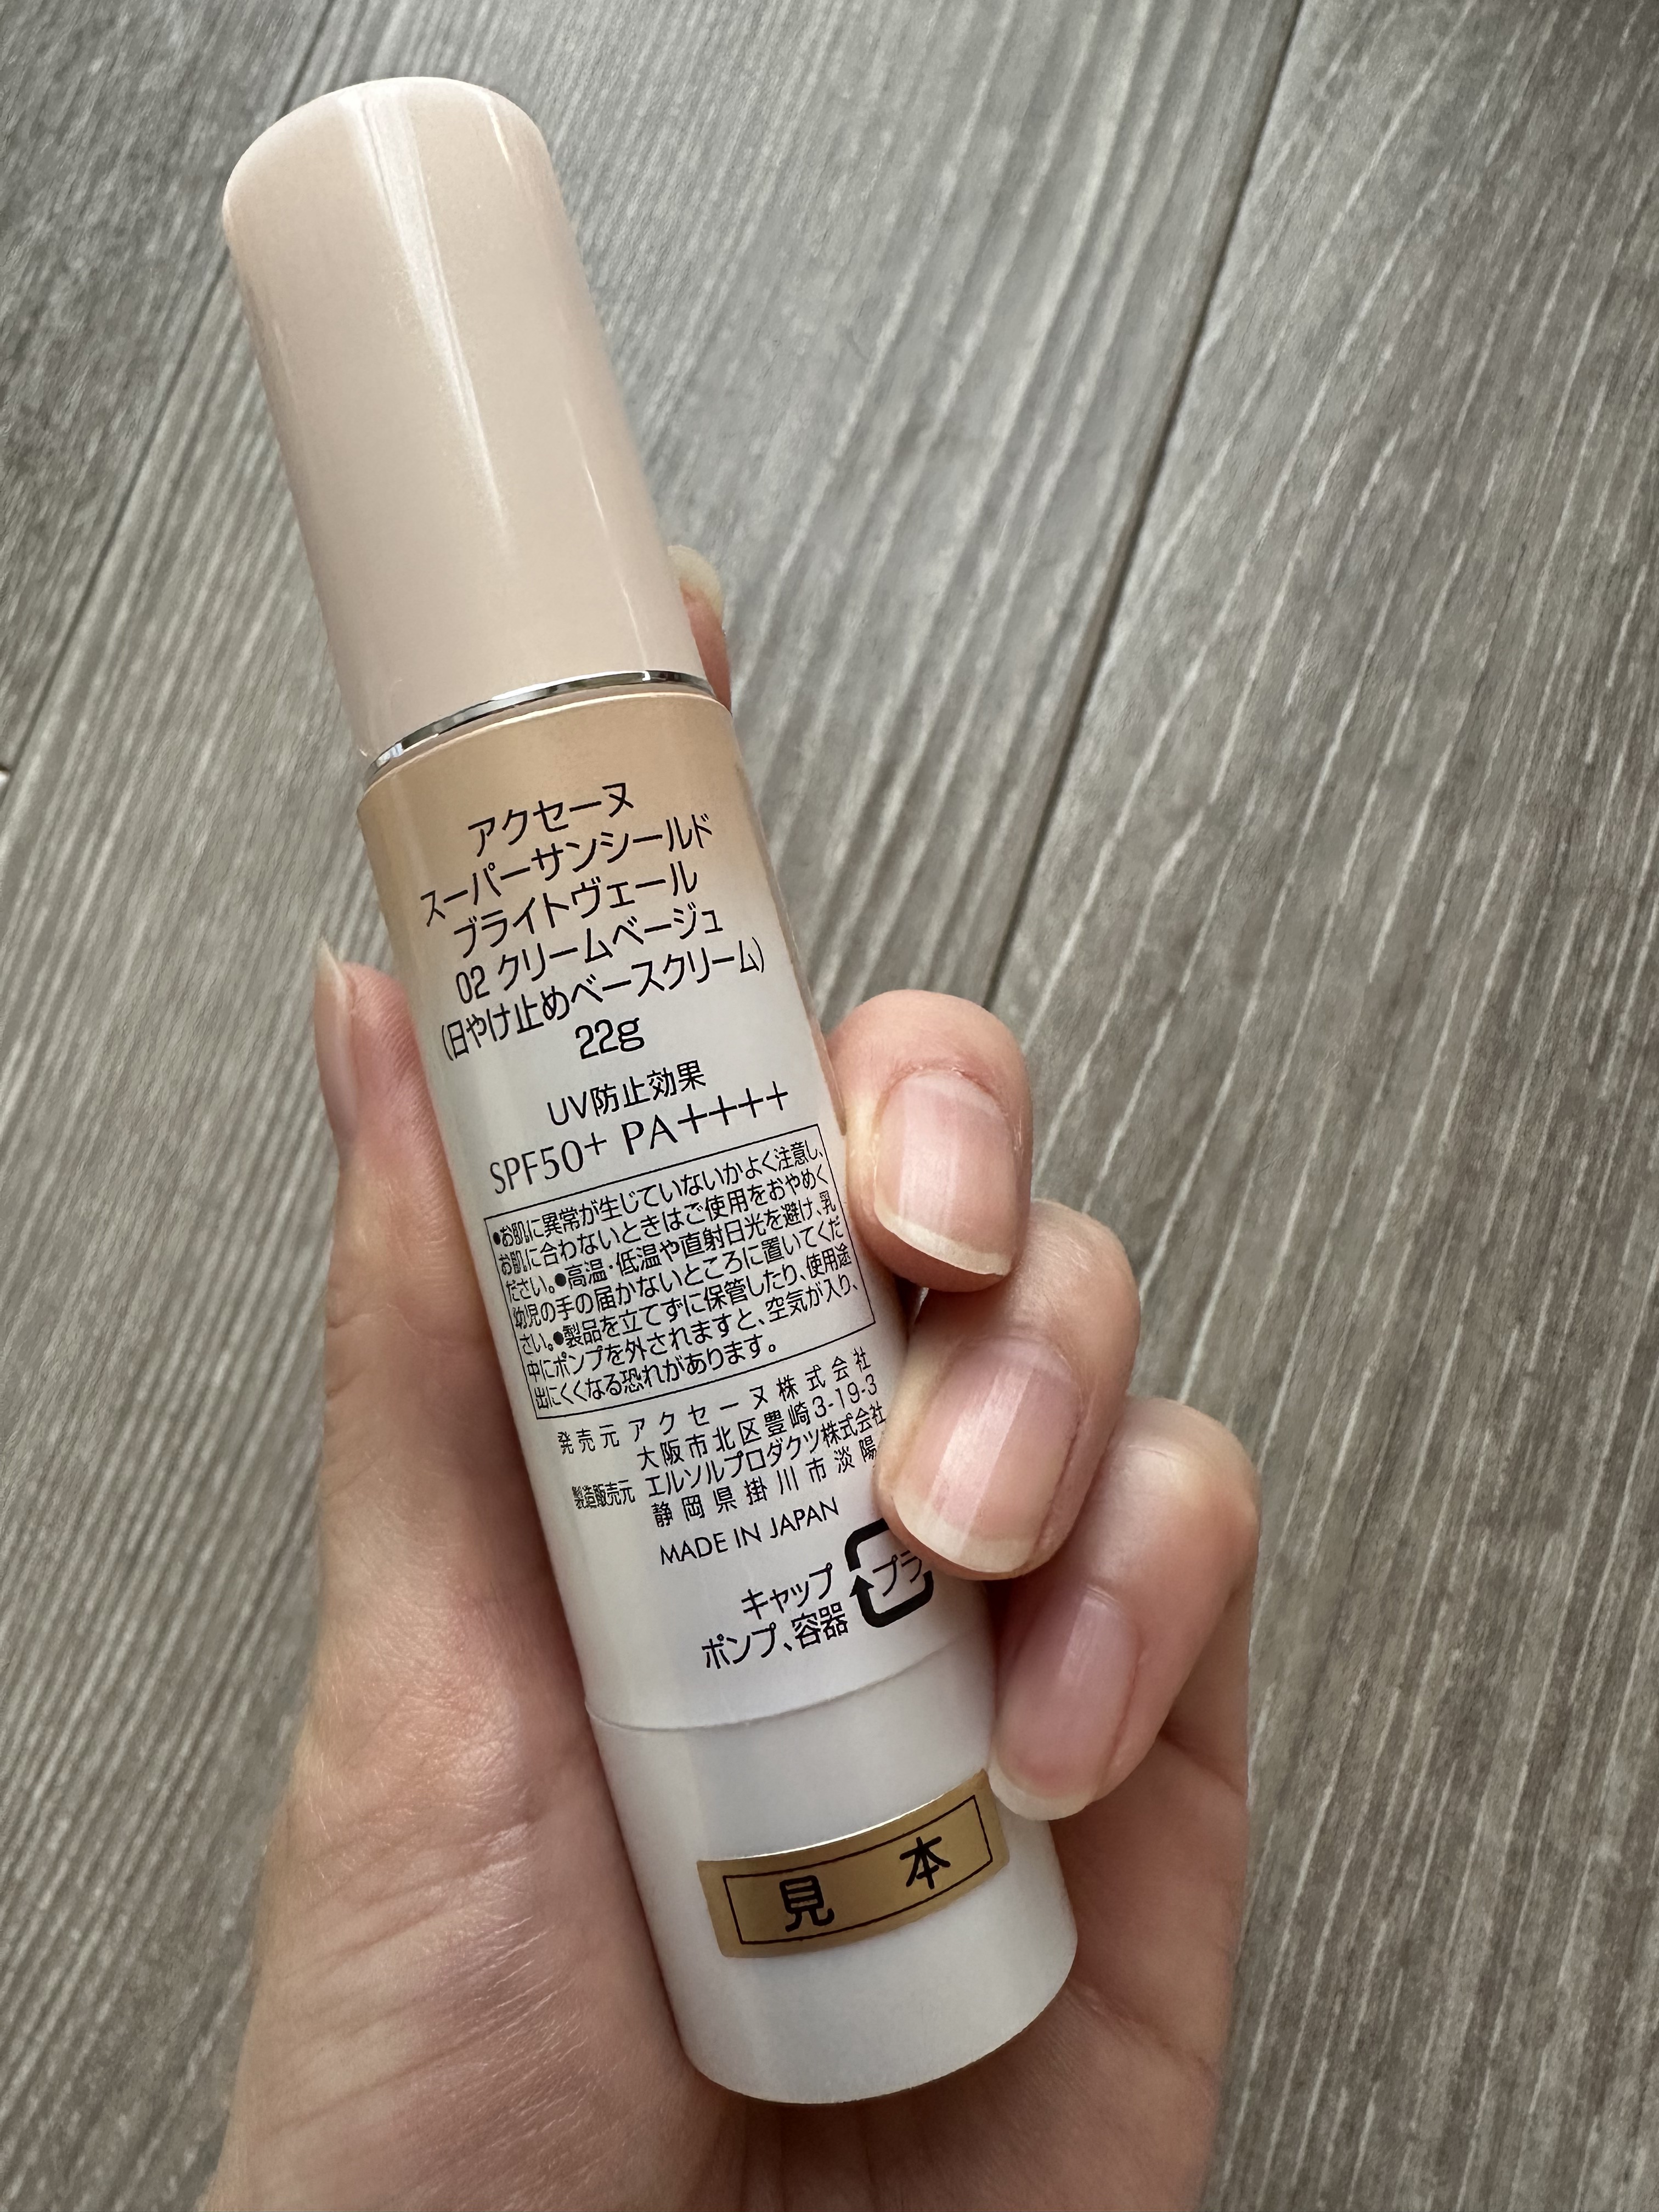 アクセーヌ
スーパーサンシールド
ブライトヴェール
02 クリームベージュ
(日やけ止めベースクリーム)
22g
UV防止効果
SPF50+ PA++++
●お肌に異常が生じていないかよく注意し、
お肌に合わないときはご使用をおやめく
ださい。●高温・低温や直射日光を避け、乳
幼児の手の届かないところに置いてくだ
さい。●製品を立てずに保管したり、使用途
中にポンプを外されますと、空気が入り、
出にくくなる恐れがあります。
発売元 アクセーヌ株式会社
大阪市北区豊崎3-19-3
製造販売元 エルソルプロダクツ株式会社
静岡県掛川市淡陽
MADE IN JAPAN
キャップ
ポンプ、容器
プラ
見本